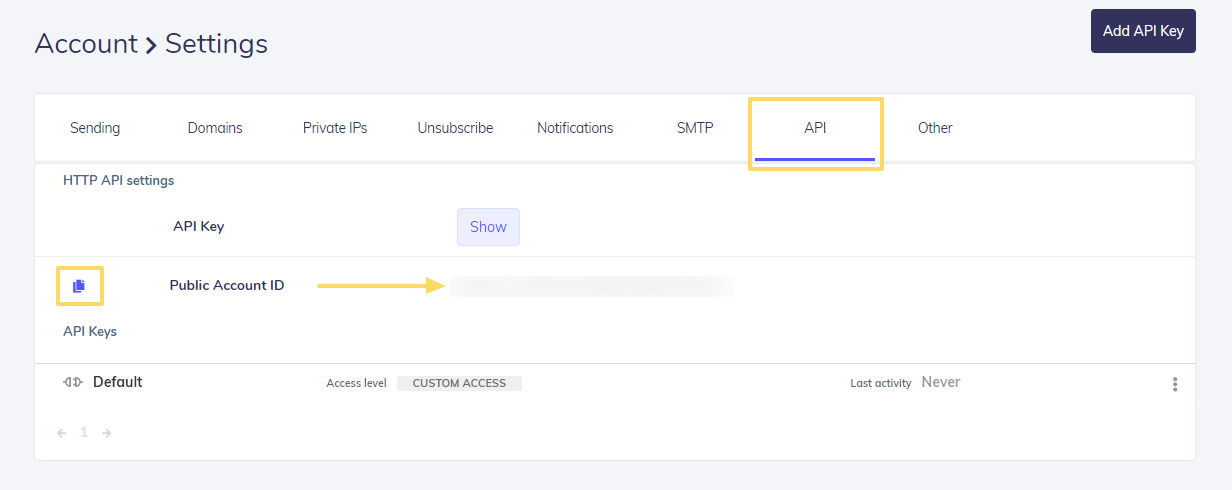 Account > Settings
Add API Key
Sending Domains Private IPs Unsubscribe Notifications SMTP API Other
HTTP API settings
API Key Show
Public Account ID
API Keys
Default Access level CUSTOM ACCESS Last activity Never
← 1 →